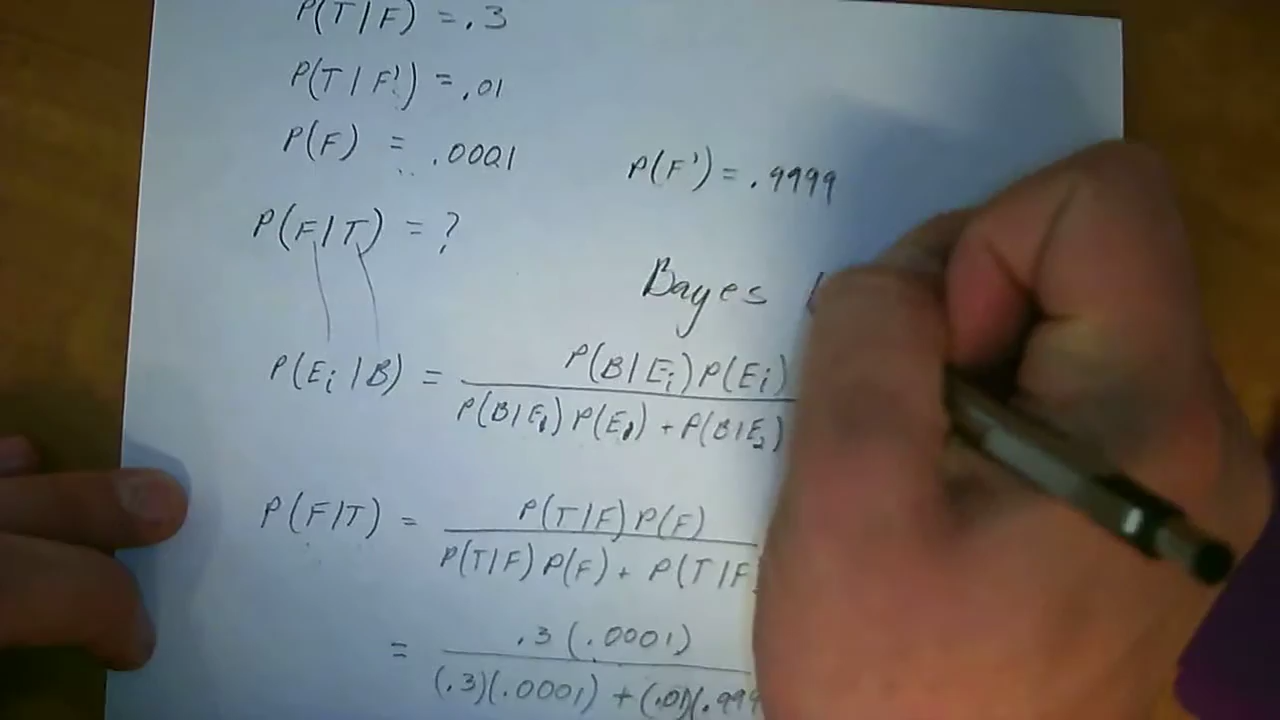 P(T/F) = .3
P(T/F') = .01
P(F) = .0001
P(F') = .9999
P(F/T) = ?
Bayes
P(Ei/B) = P(B/Ei)P(Ei)
P(B/E1)P(E1) + P(B/E2)
P(F/T) = P(T/F)P(F)
P(T/F)P(F) + P(T/F
= .3(.0001)
(.3)(.0001) + (.01)(.999